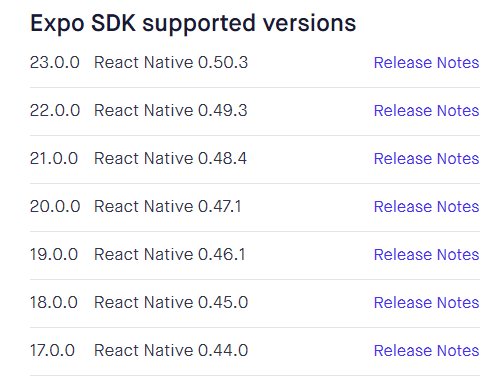 Expo SDK supported versions
23.0.0 React Native 0.50.3 Release Notes
22.0.0 React Native 0.49.3 Release Notes
21.0.0 React Native 0.48.4 Release Notes
20.0.0 React Native 0.47.1 Release Notes
19.0.0 React Native 0.46.1 Release Notes
18.0.0 React Native 0.45.0 Release Notes
17.0.0 React Native 0.44.0 Release Notes